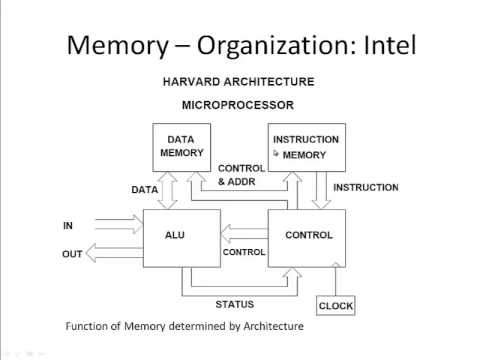 Memory – Organization: Intel
HARVARD ARCHITECTURE
MICROPROCESSOR
DATA
MEMORY
INSTRUCTION
MEMORY
CONTROL
& ADDR
DATA
INSTRUCTION
IN
OUT
ALU
CONTROL
CONTROL
STATUS
CLOCK
Function of Memory determined by Architecture